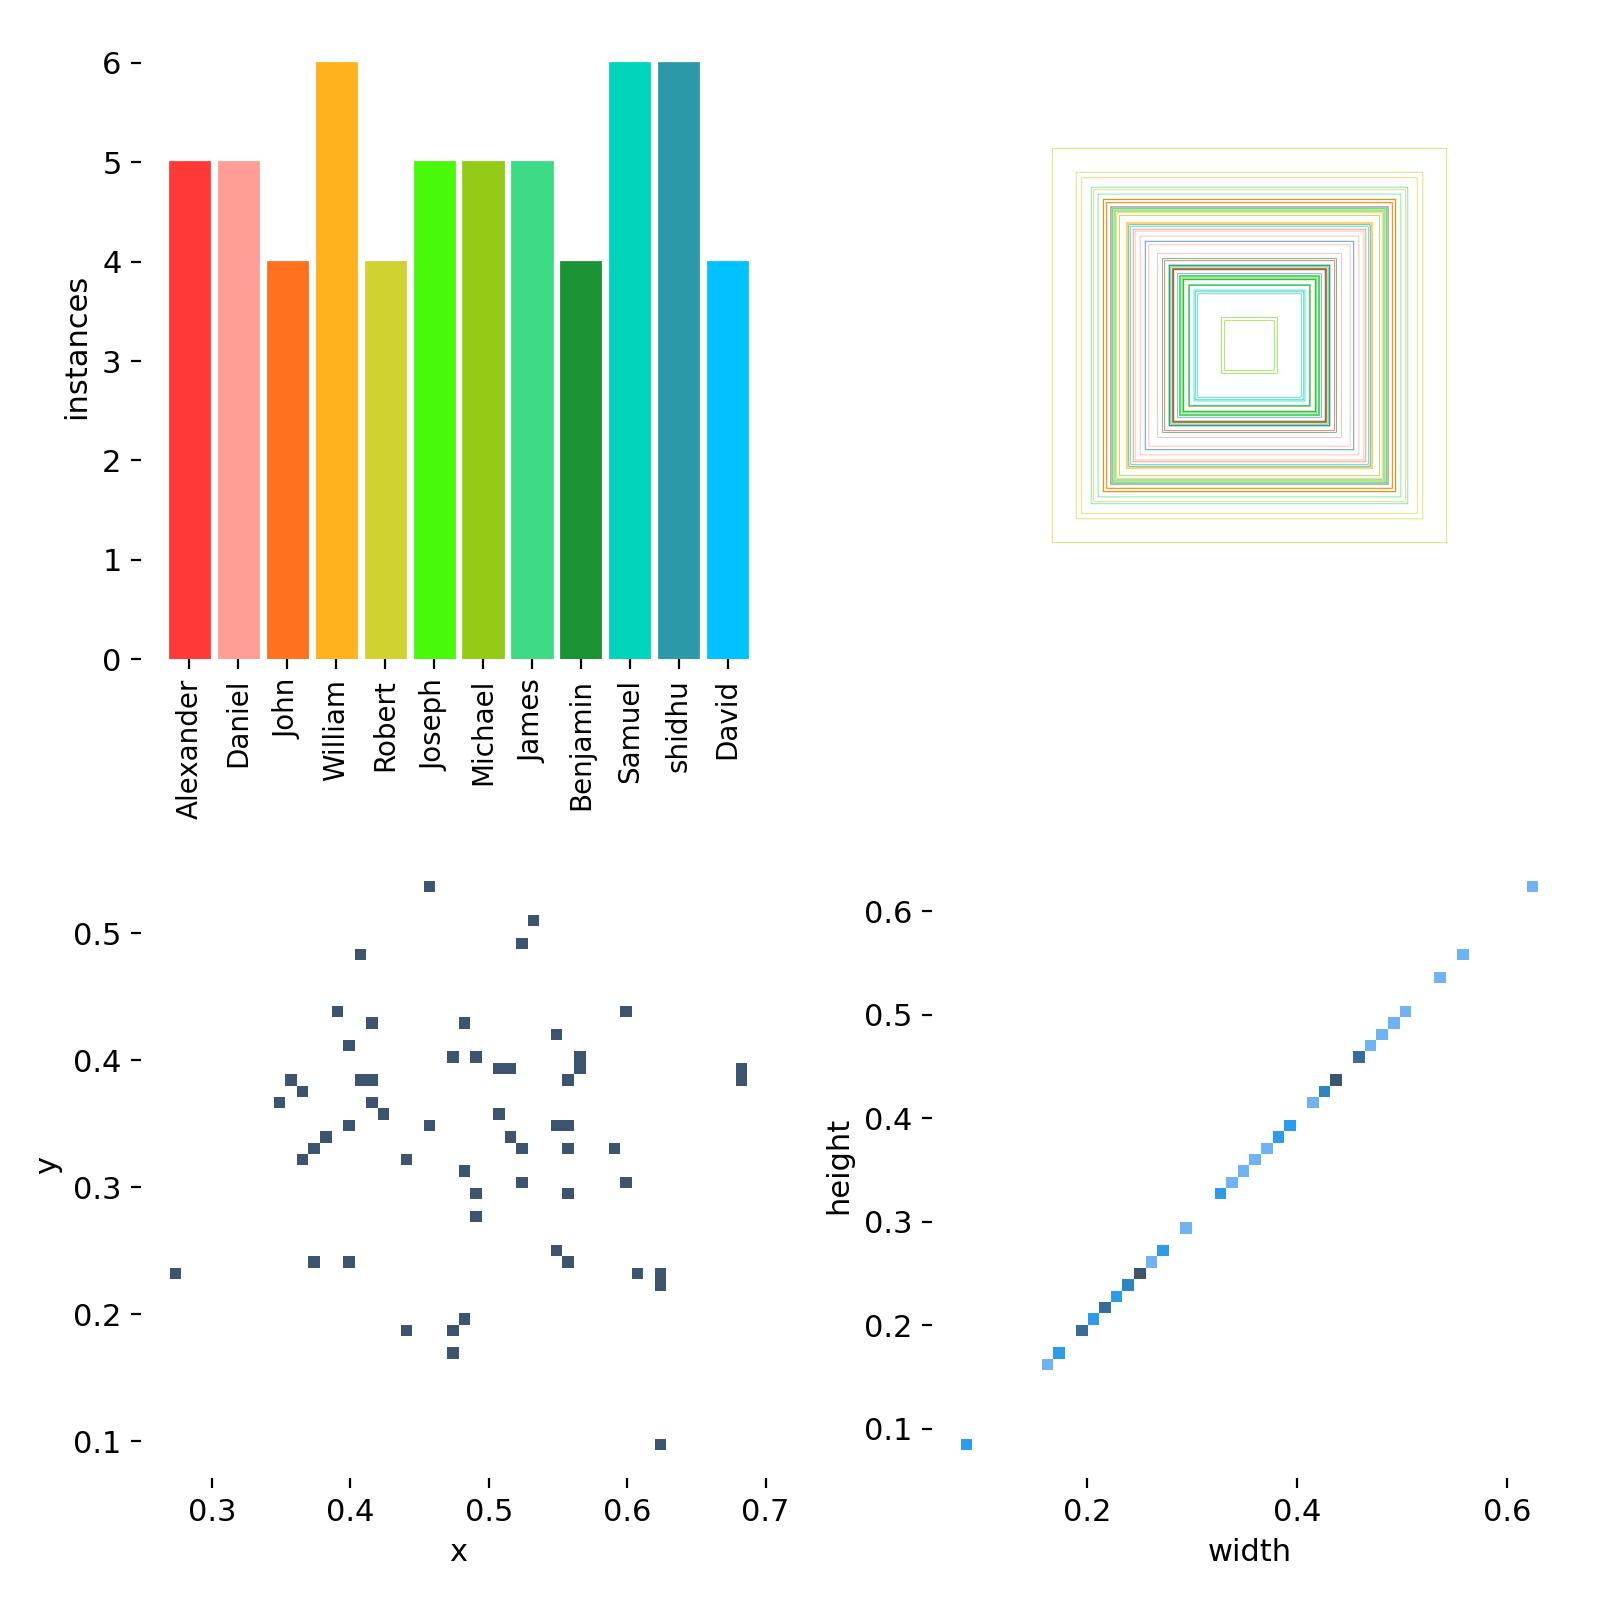 6
5
4
3
2
1
0
instances
Alexander
Daniel
John
William
Robert
Joseph
Michael
James
Benjamin
Samuel
shidhu
David
0.5
0.4
0.3
0.2
0.1
y
0.3 0.4 0.5 0.6 0.7
x
0.6
0.5
0.4
0.3
0.2
0.1
height
0.2 0.4 0.6
width